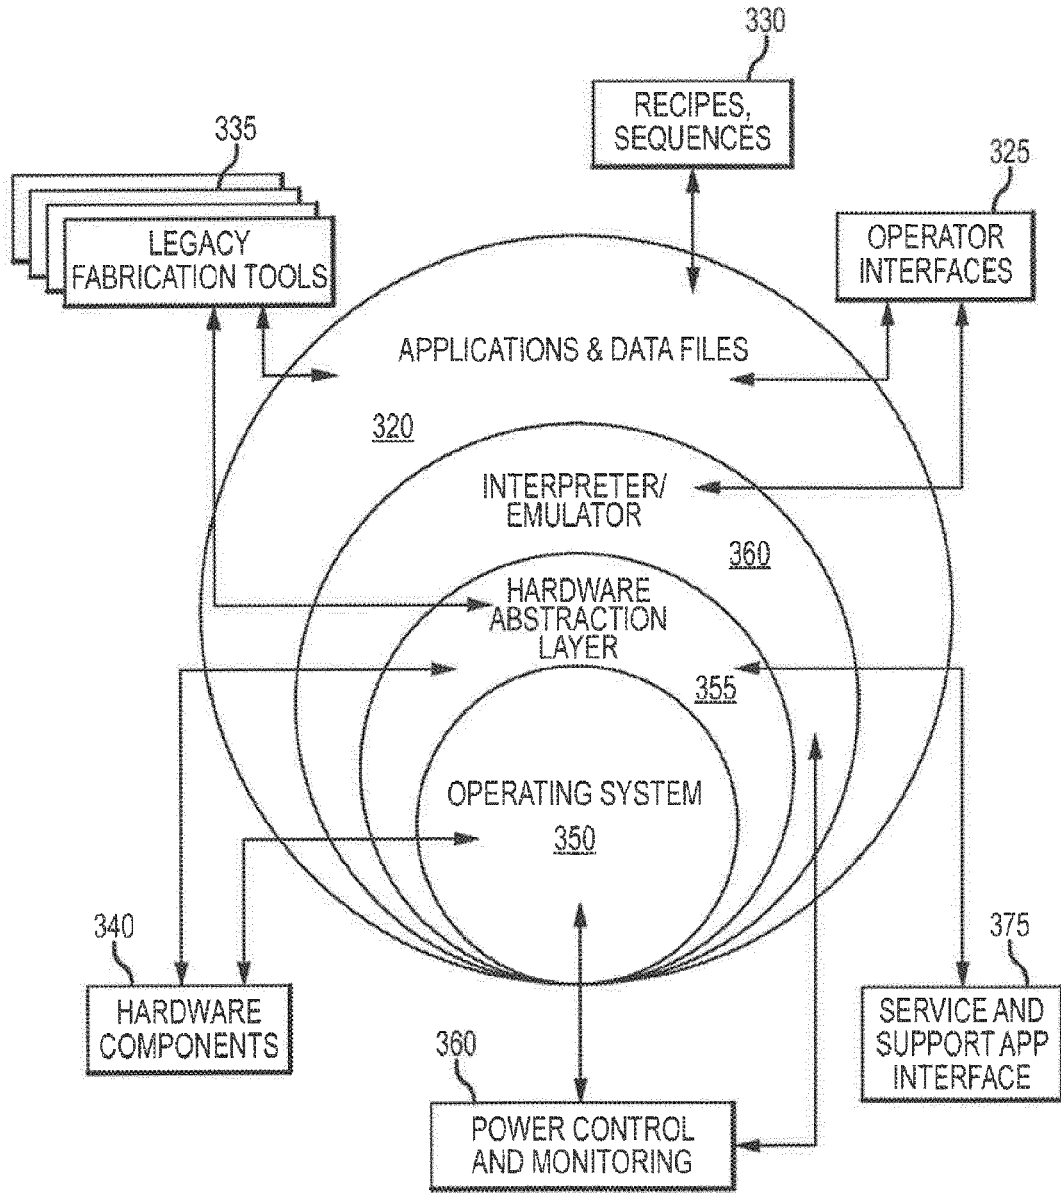 330
RECIPES,
SEQUENCES
335
LEGACY
FABRICATION TOOLS
325
OPERATOR
INTERFACES
APPLICATIONS & DATA FILES
320
INTERPRETER/
EMULATOR
360
HARDWARE
ABSTRACTION
LAYER
355
OPERATING SYSTEM
350
340
HARDWARE
COMPONENTS
360
POWER CONTROL
AND MONITORING
375
SERVICE AND
SUPPORT APP
INTERFACE